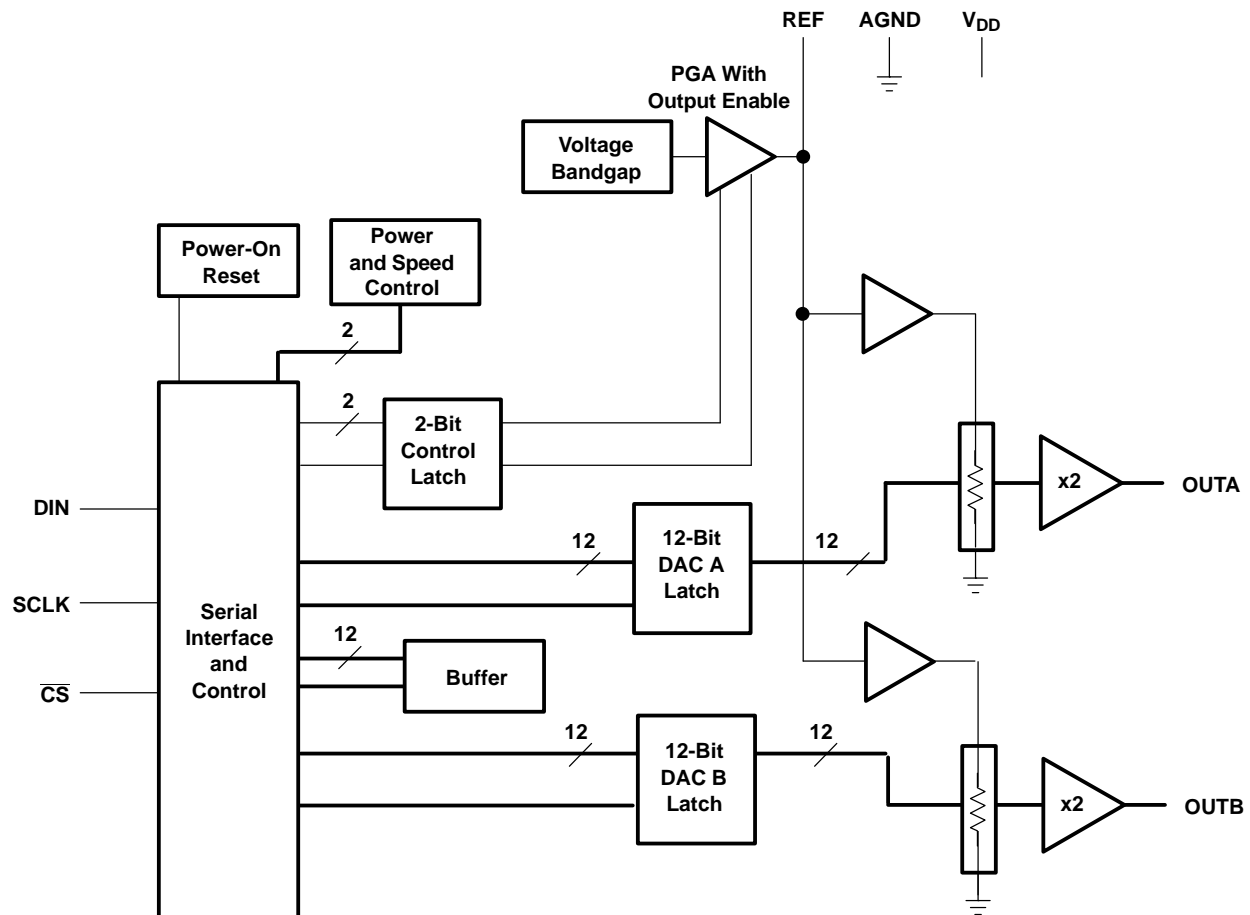 REF AGND VDD
PGA With
Output Enable
Voltage
Bandgap
Power-On
Reset
Power
and Speed
Control
2
2
2-Bit
Control
Latch
x2
OUTA
DIN
12
12-Bit
DAC A
Latch
12
SCLK
Serial
Interface
and
Control
12
Buffer
CS
12
12-Bit
DAC B
Latch
12
x2
OUTB